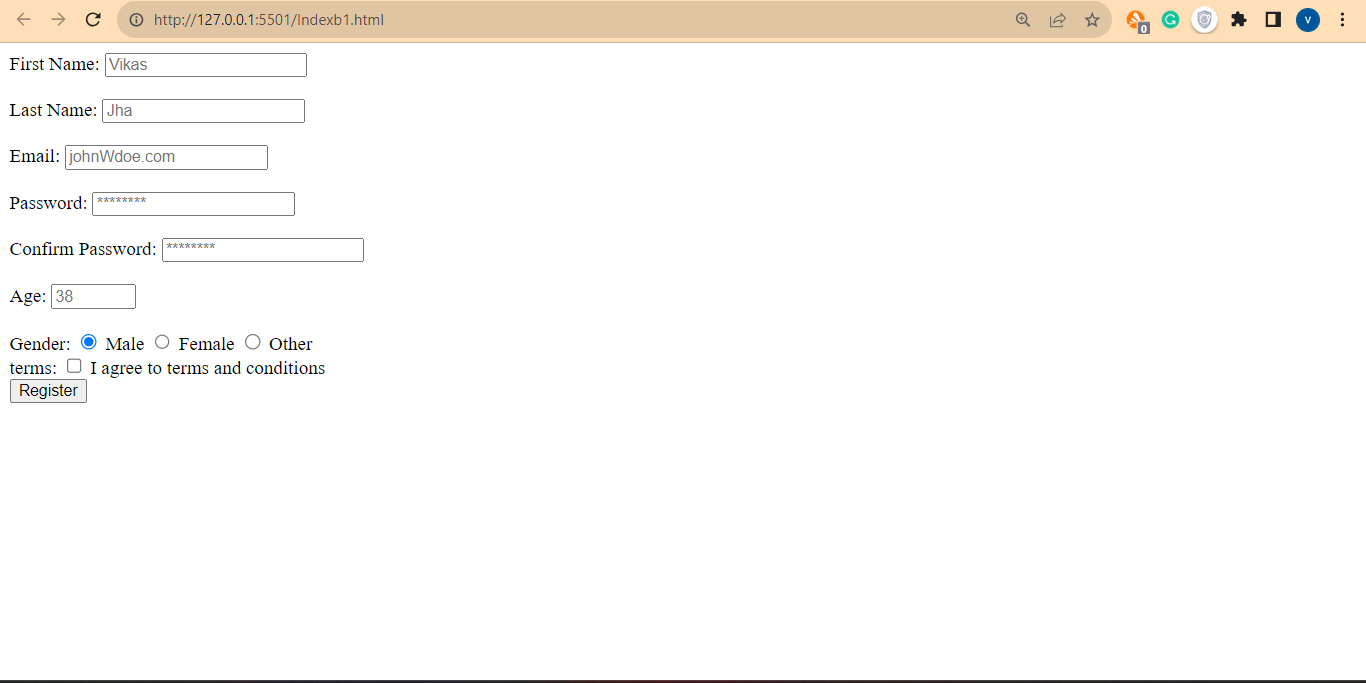 http://127.0.0.1:5501/Indexb1.html
0
V
First Name: Vikas
Last Name: Jha
Email: johnWdoe.com
Password: ********
Confirm Password: ********
Age: 38
Gender: Male Female Other
terms: I agree to terms and conditions
Register